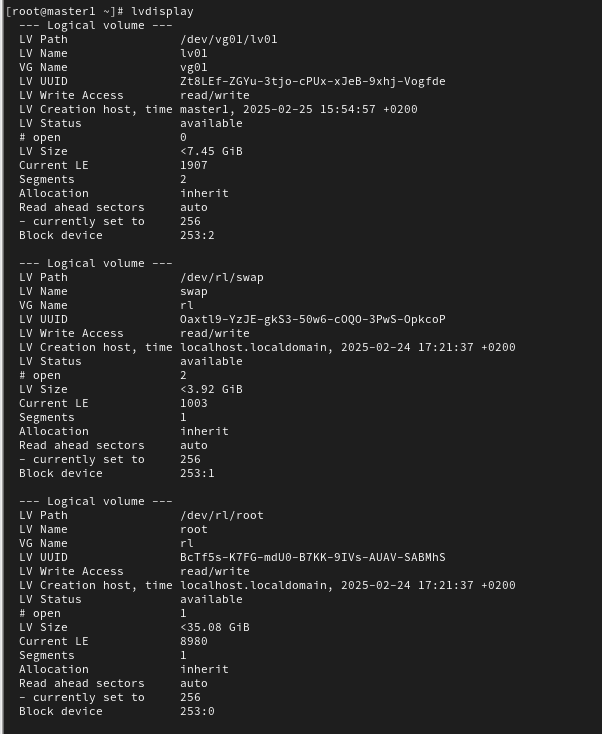 [root@master1 ~]# lvdisplay
--- Logical volume ---
LV Path                /dev/vg01/lv01
LV Name                lv01
VG Name                vg01
LV UUID                Zt8LEf-ZGYu-3tjo-cPUx-xJeB-9xhj-Vogfde
LV Write Access        read/write
LV Creation host, time master1, 2025-02-25 15:54:57 +0200
LV Status              available
# open                 0
LV Size                <7.45 GiB
Current LE             1907
Segments               2
Allocation             inherit
Read ahead sectors     auto
- currently set to     256
Block device           253:2

--- Logical volume ---
LV Path                /dev/rl/swap
LV Name                swap
VG Name                rl
LV UUID                Oaxtl9-YzJE-gkS3-50w6-cOQO-3PwS-OpkcoP
LV Write Access        read/write
LV Creation host, time localhost.localdomain, 2025-02-24 17:21:37 +0200
LV Status              available
# open                 2
LV Size                <3.92 GiB
Current LE             1003
Segments               1
Allocation             inherit
Read ahead sectors     auto
- currently set to     256
Block device           253:1

--- Logical volume ---
LV Path                /dev/rl/root
LV Name                root
VG Name                rl
LV UUID                BcTf5s-K7FG-mdU0-B7KK-9IVs-AUAV-SABMhS
LV Write Access        read/write
LV Creation host, time localhost.localdomain, 2025-02-24 17:21:37 +0200
LV Status              available
# open                 1
LV Size                <35.08 GiB
Current LE             8980
Segments               1
Allocation             inherit
Read ahead sectors     auto
- currently set to     256
Block device           253:0